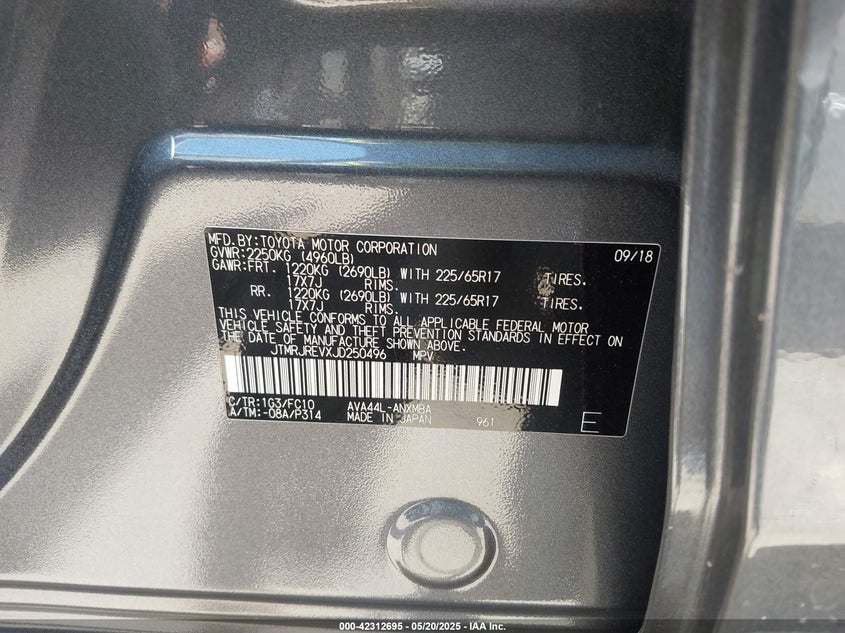 MFD.BY:TOYOTA MOTOR CORPORATION 09/18
GVWR:2250KG (4960LB)
GAWR:FRT. 1220KG (2690LB) WITH 225/65R17 TIRES.
17X7J RIMS.
RR. 1220KG (2690LB) WITH 225/65R17 TIRES.
17X7J RIMS.
THIS VEHICLE CONFORMS TO ALL APPLICABLE FEDERAL MOTOR
VEHICLE SAFETY AND THEFT PREVENTION STANDARDS IN EFFECT ON
THE DATE OF MANUFACTURE SHOWN ABOVE.
JTMRJREVXJD250496 MPV
C/TR:1G3/FC10 AVA44L-ANXMBA
A/TM:-08A/P314 MADE IN JAPAN 961 E
000-42312695 - 05/20/2025 - IAA Inc.